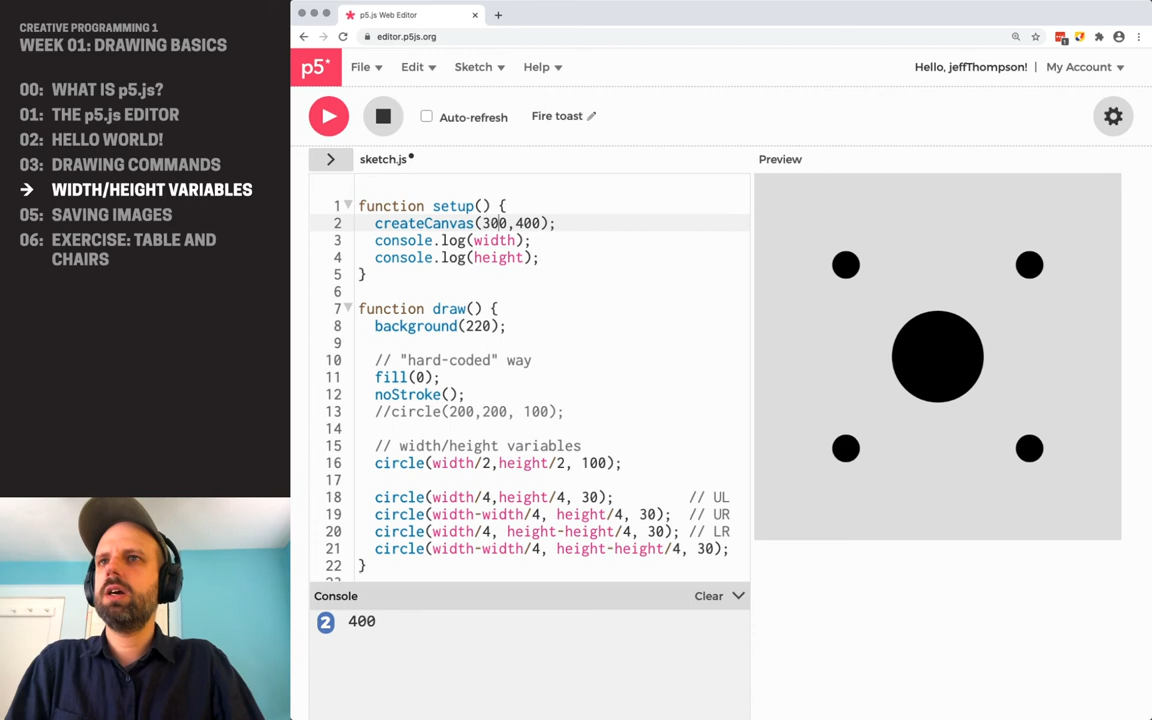 CREATIVE PROGRAMMING 1
WEEK 01: DRAWING BASICS
00: WHAT IS p5.js?
01: THE p5.js EDITOR
02: HELLO WORLD!
03: DRAWING COMMANDS
→ WIDTH/HEIGHT VARIABLES
05: SAVING IMAGES
06: EXERCISE: TABLE AND
CHAIRS
p5.js Web Editor
editor.p5js.org
p5* File Edit Sketch Help Hello, jeffThompson! My Account
Auto-refresh Fire toast
sketch.js
Preview
1 function setup() {
2 createCanvas(300,400);
3 console.log(width);
4 console.log(height);
5 }
6
7 function draw() {
8 background(220);
9
10 // "hard-coded" way
11 fill(0);
12 noStroke();
13 //circle(200,200, 100);
14
15 // width/height variables
16 circle(width/2,height/2, 100);
17
18 circle(width/4,height/4, 30); // UL
19 circle(width-width/4, height/4, 30); // UR
20 circle(width/4, height-height/4, 30); // LR
21 circle(width-width/4, height-height/4, 30);
22 }
Console Clear
2 400